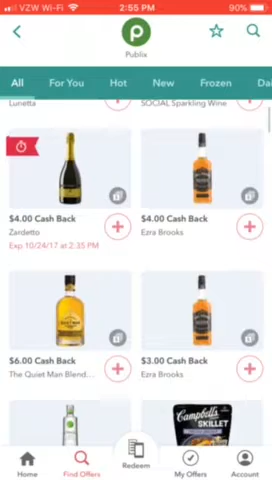 VZW Wi-Fi
2:55 PM
90%
Publix
All For You Hot New Frozen
Lunetta
SOCIAL Sparkling Wine
$4.00 Cash Back
Zardetto
Exp 10/24/17 at 2:35 PM
$4.00 Cash Back
Ezra Brooks
$6.00 Cash Back
The Quiet Man Blend...
$3.00 Cash Back
Ezra Brooks
Campbell's
SKILLET
Home
Find Offers
Redeem
My Offers
Account